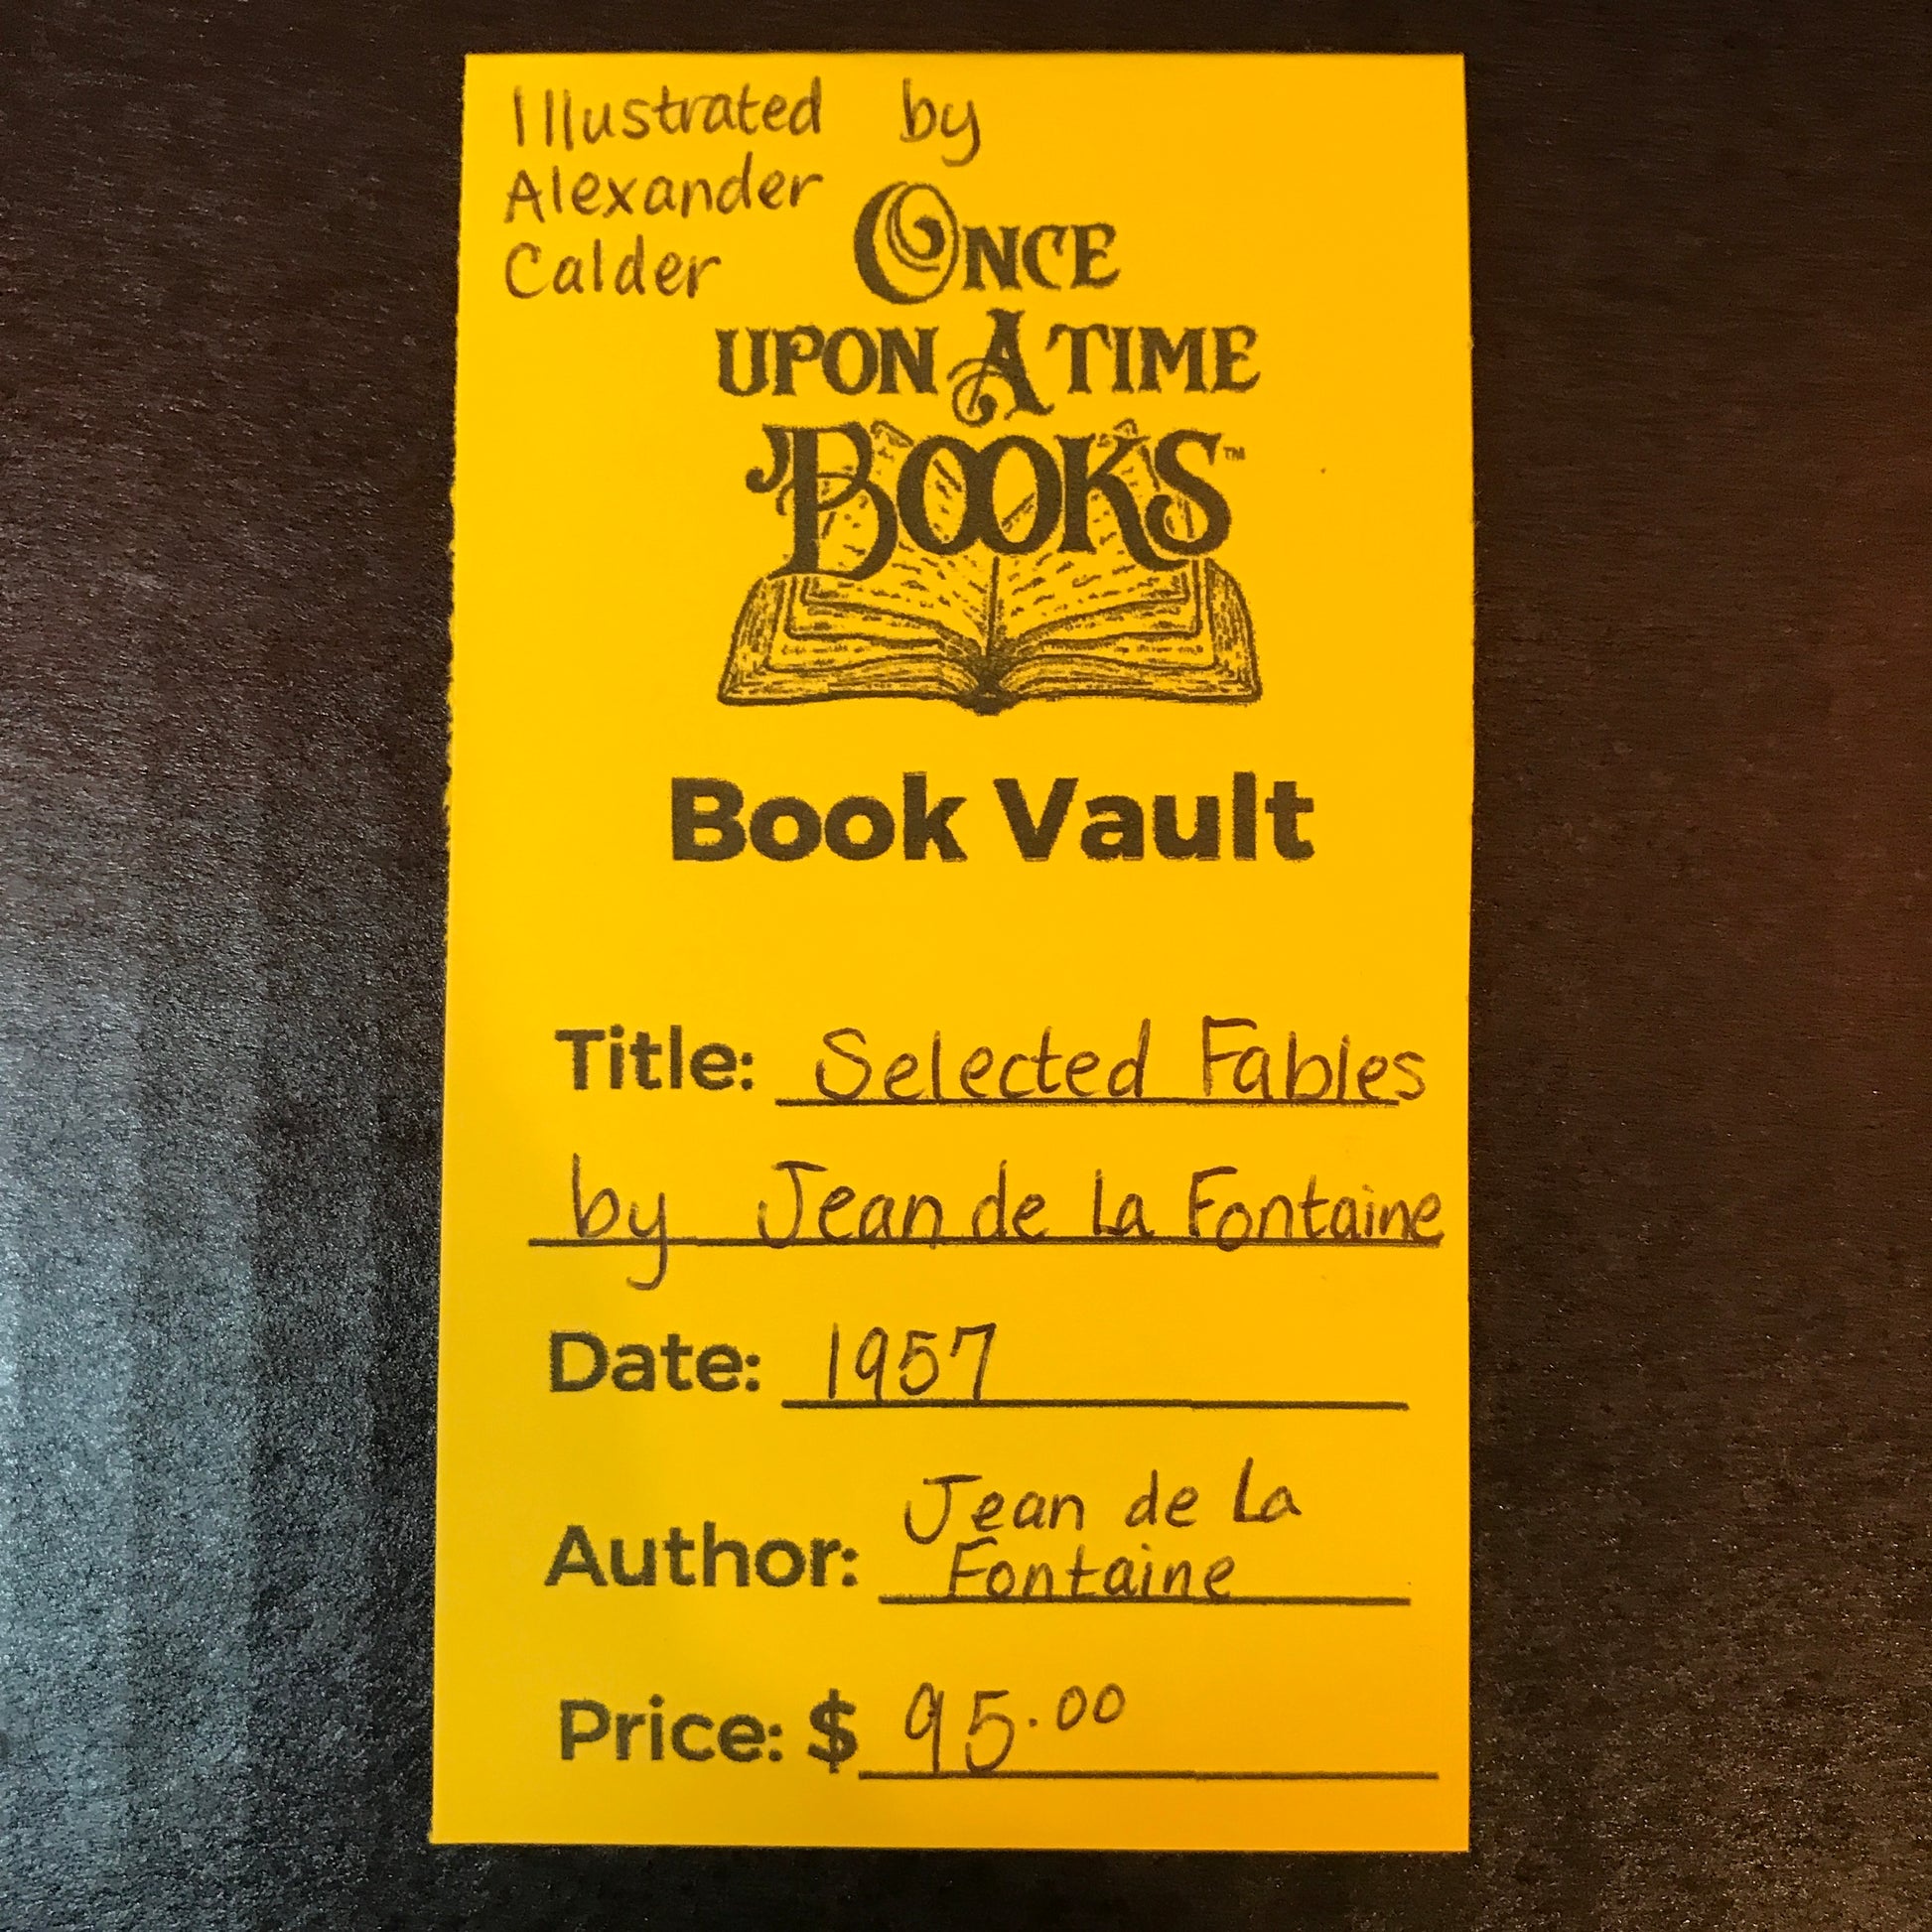 Illustrated by
Alexander
Calder
ONCE
UPON A TIME
BOOKS™
Book Vault
Title: Selected Fables
by Jean de La Fontaine
Date: 1957
Author: Jean de La
Fontaine
Price: $ 95.00